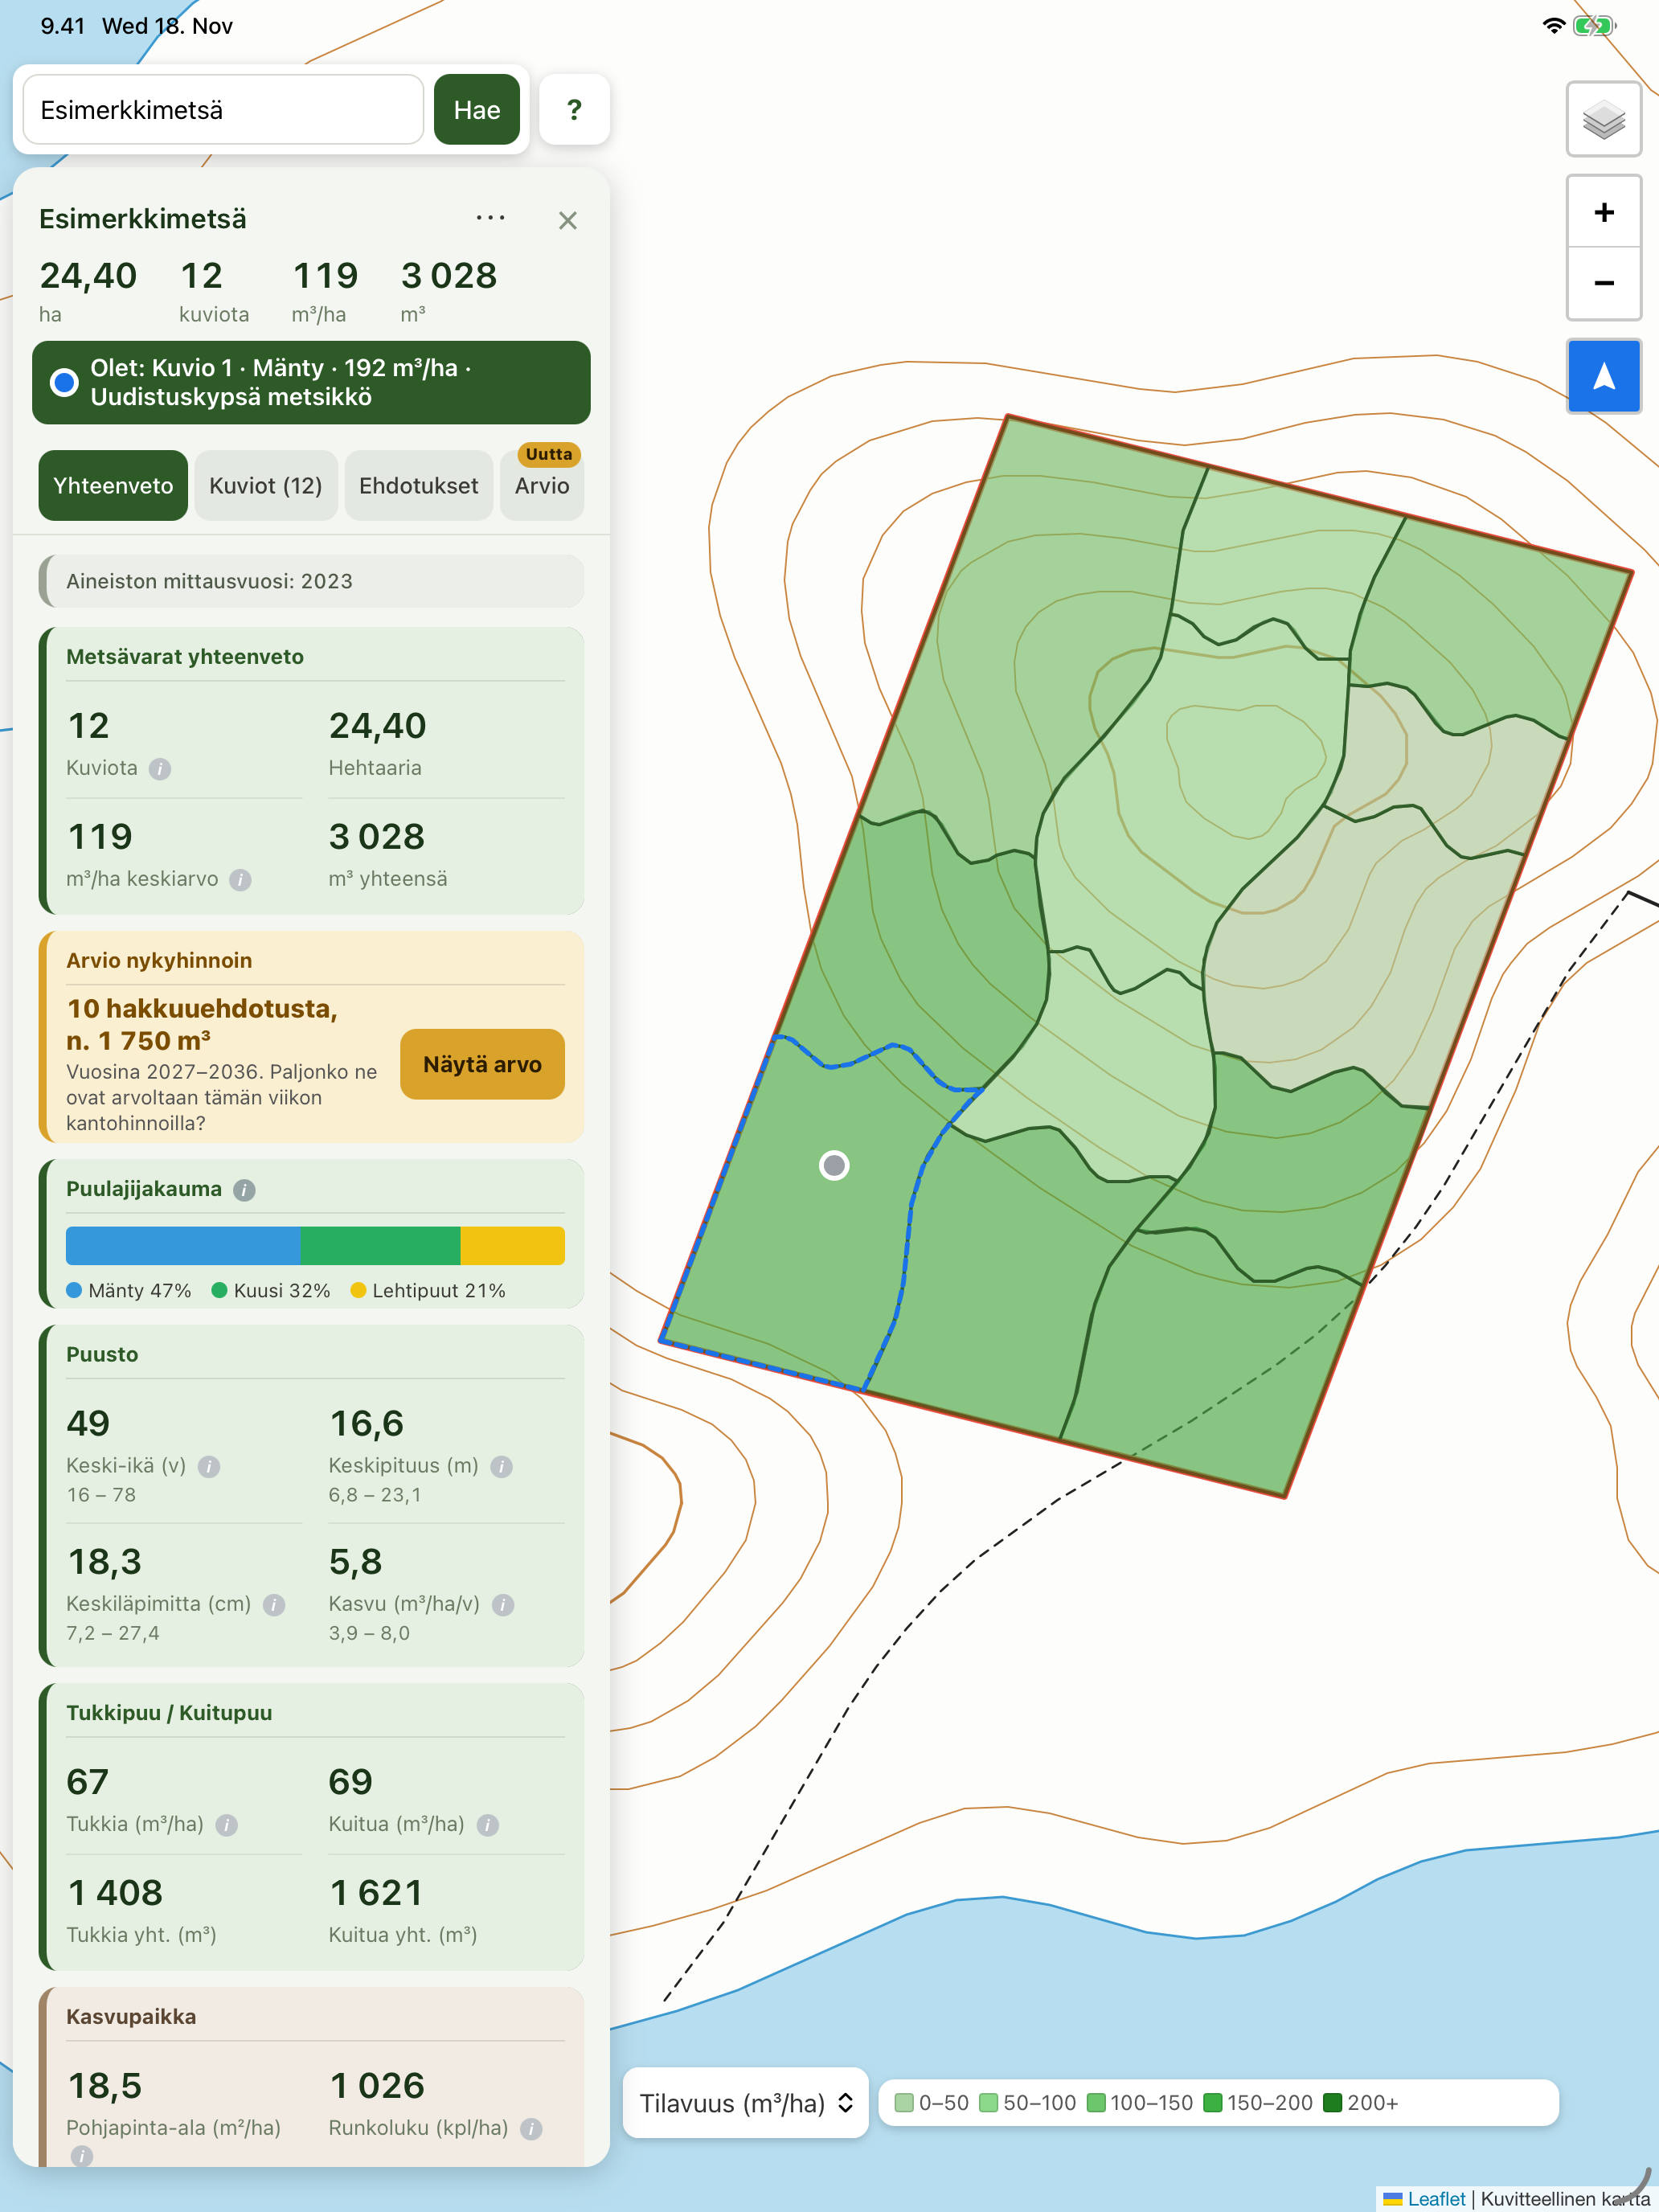 9.41 Wed 18. Nov
Esimerkkimetsä
Hae
?
Esimerkkimetsä
... ×
24,40 12 119 3 028
ha kuviota m³/ha m³
Olet: Kuvio 1 · Mänty · 192 m³/ha ·
Uudistuskypsä metsikkö
Uutta
Yhteenveto Kuviot (12) Ehdotukset Arvio
Aineiston mittausvuosi: 2023
Metsävarat yhteenveto
12 24,40
Kuviota i Hehtaaria
119 3 028
m³/ha keskiarvo i m³ yhteensä
Arvio nykyhinnoin
10 hakkuuehdotusta,
n. 1 750 m³
Vuosina 2027–2036. Paljonko ne
ovat arvoltaan tämän viikon
kantohinnoilla?
Näytä arvo
Puulajijakauma i
Mänty 47% Kuusi 32% Lehtipuut 21%
Puusto
49 16,6
Keski-ikä (v) i Keskipituus (m) i
16 – 78 6,8 – 23,1
18,3 5,8
Keskiläpimitta (cm) i Kasvu (m³/ha/v) i
7,2 – 27,4 3,9 – 8,0
Tukkipuu / Kuitupuu
67 69
Tukkia (m³/ha) i Kuitua (m³/ha) i
1 408 1 621
Tukkia yht. (m³) Kuitua yht. (m³)
Kasvupaikka
18,5 1 026
Pohjapinta-ala (m²/ha) Runkoluku (kpl/ha) i
i
+
−
Tilavuus (m³/ha)
0–50 50–100 100–150 150–200 200+
Leaflet | Kuvitteellinen kartta